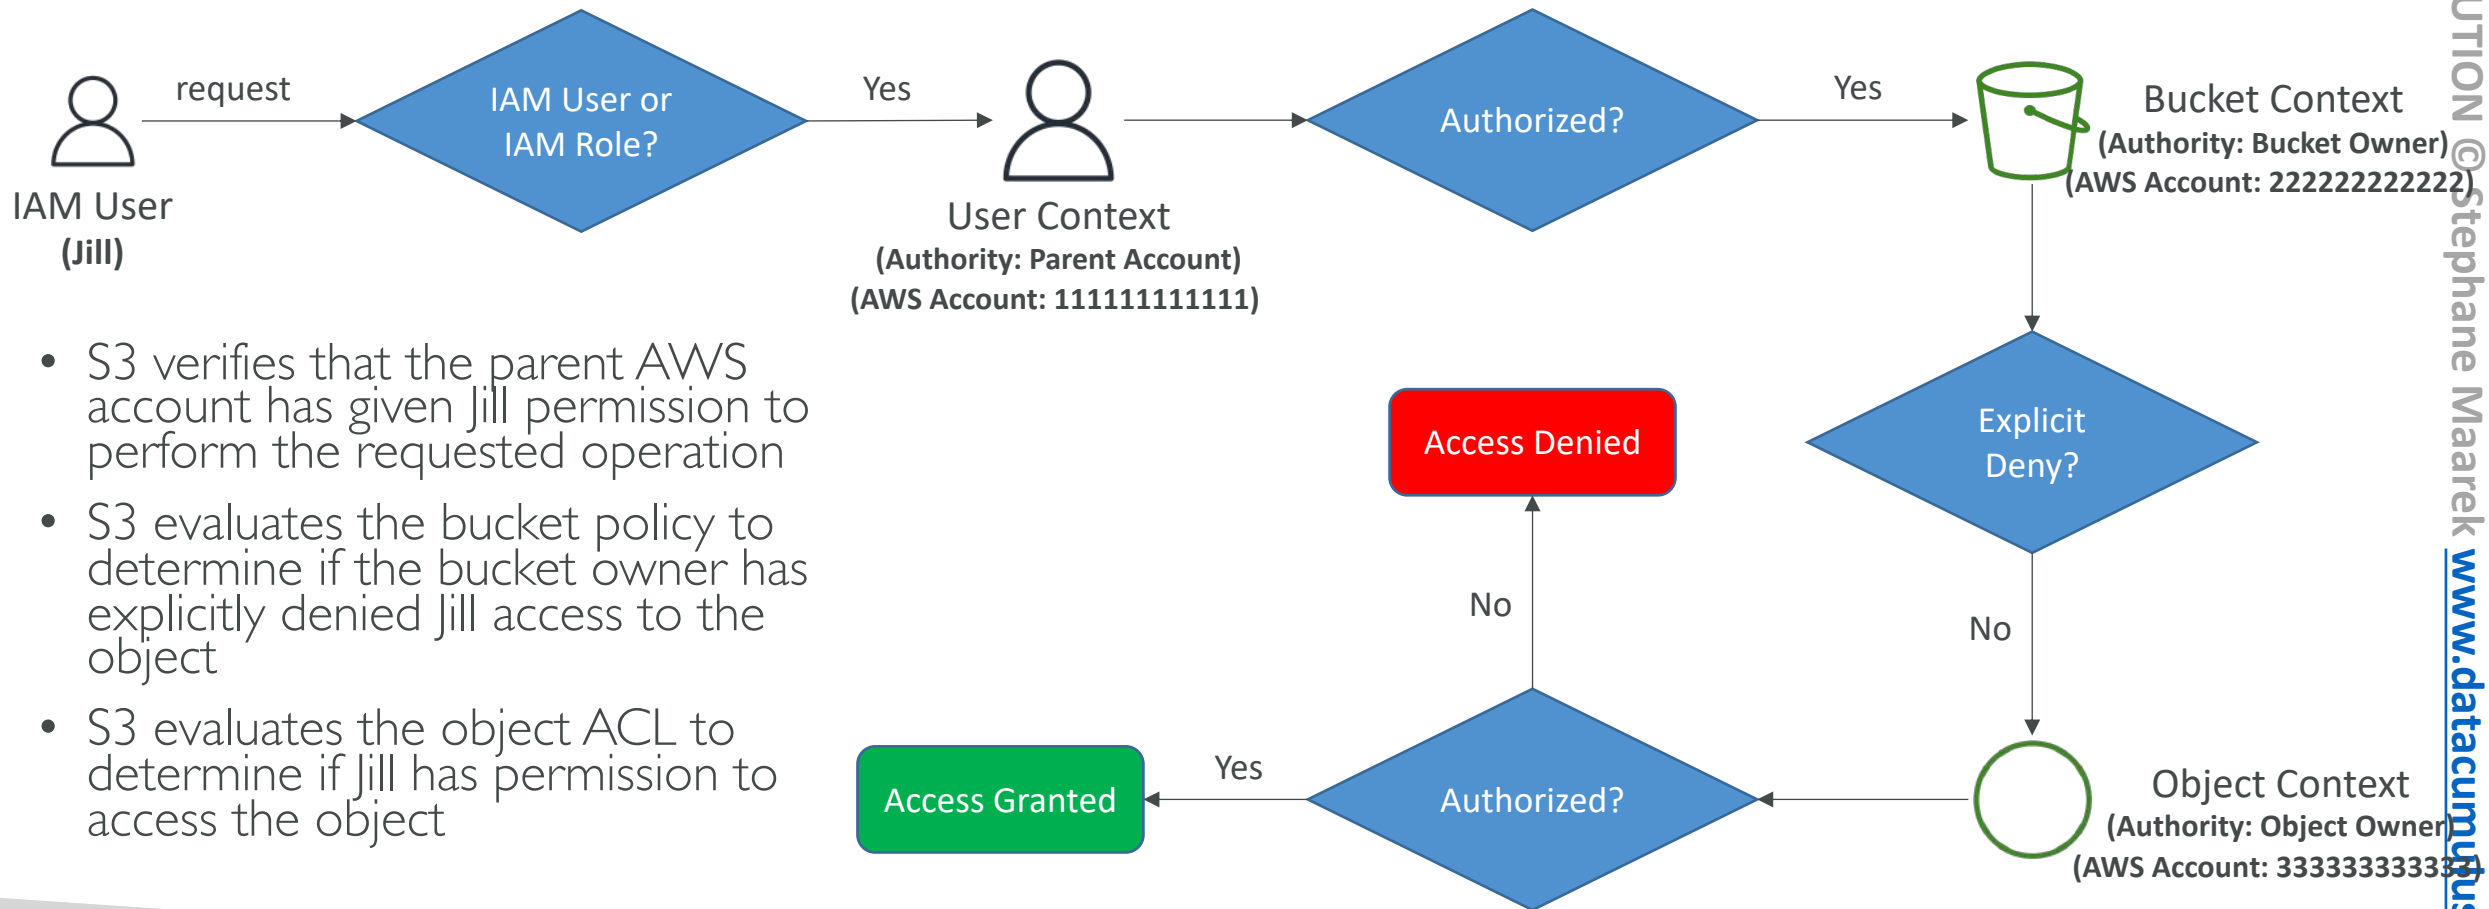 request
IAM User or
IAM Role?
Yes
Authorized?
Yes
Bucket Context
(Authority: Bucket Owner)
(AWS Account: 222222222222)
IAM User
(Jill)
User Context
(Authority: Parent Account)
(AWS Account: 111111111111)
• S3 verifies that the parent AWS
account has given Jill permission to
perform the requested operation
• S3 evaluates the bucket policy to
determine if the bucket owner has
explicitly denied Jill access to the
object
• S3 evaluates the object ACL to
determine if Jill has permission to
access the object
Explicit
Deny?
No
Object Context
(Authority: Object Owner)
(AWS Account: 333333333333)
Authorized?
No
Access Denied
Yes
Access Granted
UTION © Stephane Maarek www.datacumulus